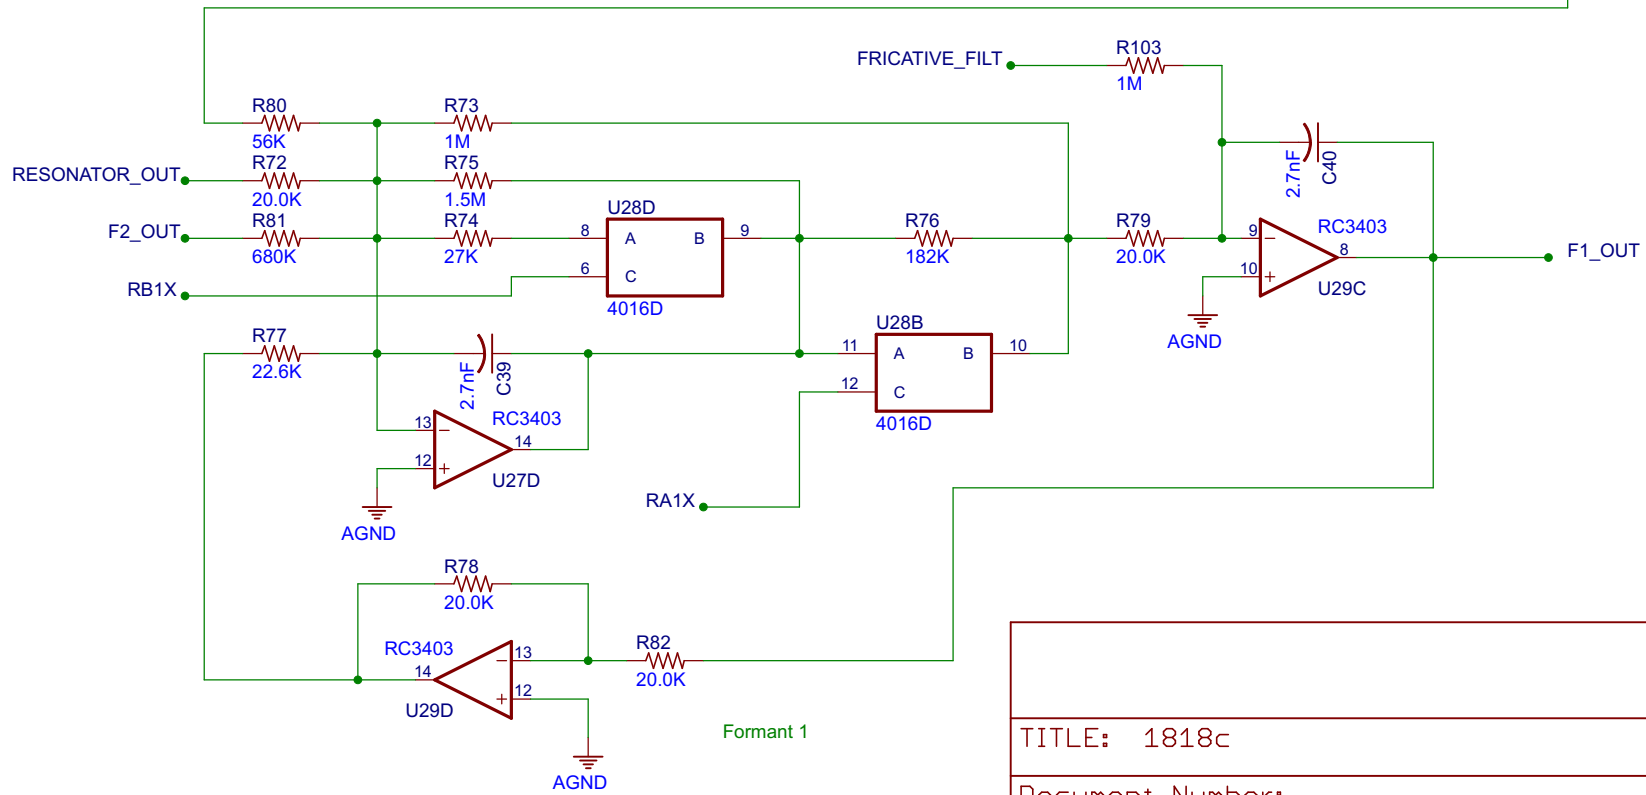 FRICATIVE_FILT
R103
1M
R80
56K
R73
1M
2.7nF
C40
RESONATOR_OUT
R72
20.0K
R75
1.5M
F2_OUT
R81
680K
R74
27K
U28D
8
A
B
9
6
C
4016D
R76
182K
R79
20.0K
9
10
RC3403
8
U29C
F1_OUT
AGND
RB1X
R77
22.6K
2.7nF
C39
U28B
11
A
B
10
12
C
4016D
13
12
RC3403
14
U27D
AGND
RA1X
R78
20.0K
RC3403
14
13
12
U29D
R82
20.0K
AGND
Formant 1
TITLE: 1818c
Document Number: